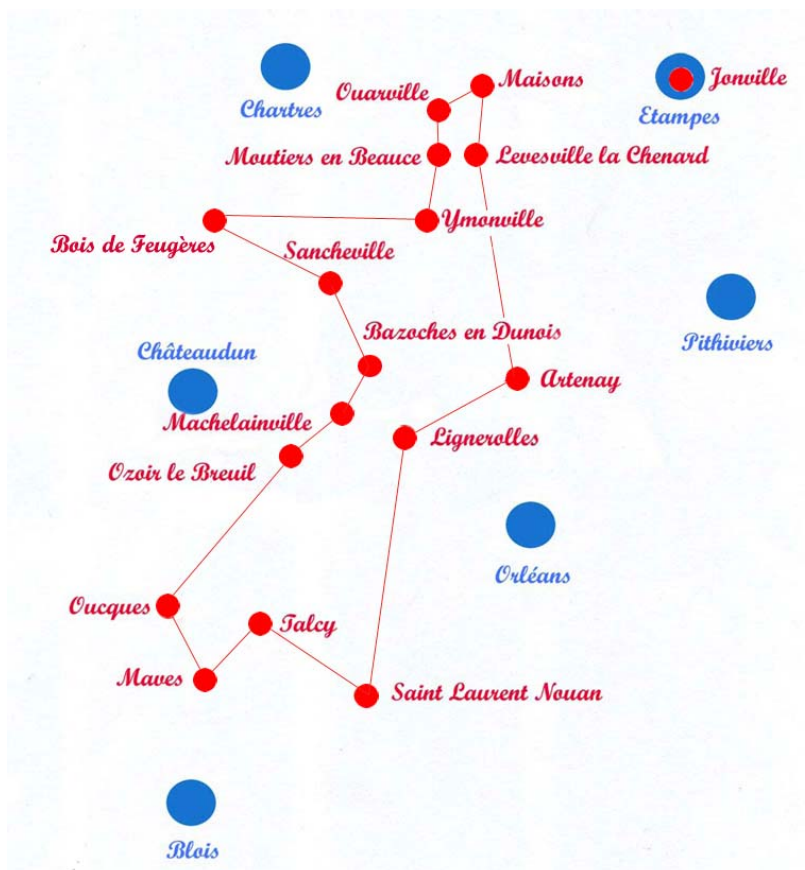 Maisons
Jonville
Ouarville
Chartres
Etampes
Moutiers en Beauce
Levesville la Chenard
Ymonville
Bois de Feugères
Sancheville
Bazoches en Dunois
Pithiviers
Châteaudun
Artenay
Machelainville
Lignerolles
Ozoir le Breuil
Orléans
Oucques
Talcy
Maves
Saint Laurent Nouan
Blois